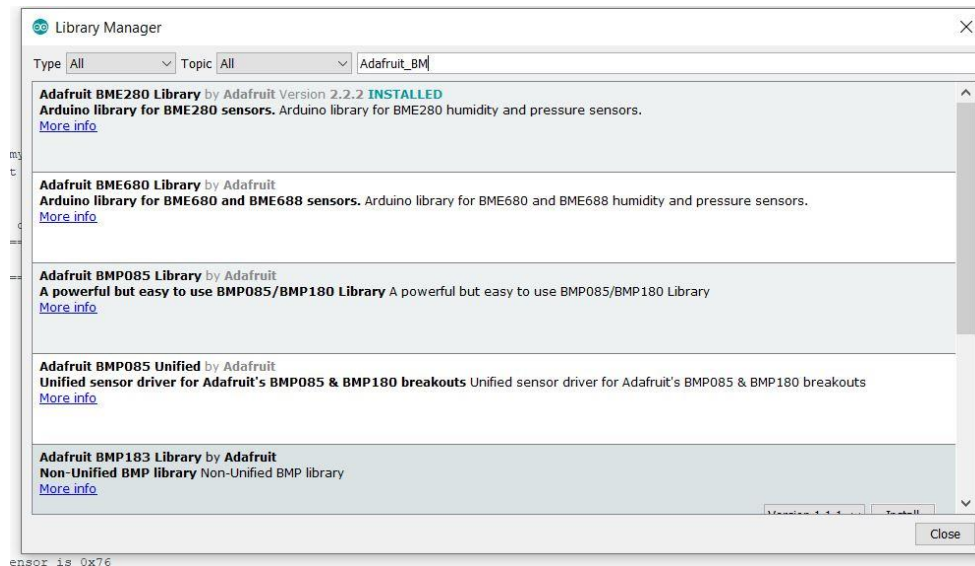 Library Manager
Type All Topic All Adafruit_BM
Adafruit BME280 Library by Adafruit Version 2.2.2 INSTALLED
Arduino library for BME280 sensors. Arduino library for BME280 humidity and pressure sensors.
More info
my
t
Adafruit BME680 Library by Adafruit
Arduino library for BME680 and BME688 sensors. Arduino library for BME680 and BME688 humidity and pressure sensors.
More info
==
Adafruit BMP085 Library by Adafruit
==
A powerful but easy to use BMP085/BMP180 Library A powerful but easy to use BMP085/BMP180 Library
More info
Adafruit BMP085 Unified by Adafruit
Unified sensor driver for Adafruit's BMP085 & BMP180 breakouts Unified sensor driver for Adafruit's BMP085 & BMP180 breakouts
More info
Adafruit BMP183 Library by Adafruit
Non-Unified BMP library Non-Unified BMP library
More info
Version 1.1.1 Install
Close
ensor is 0x76